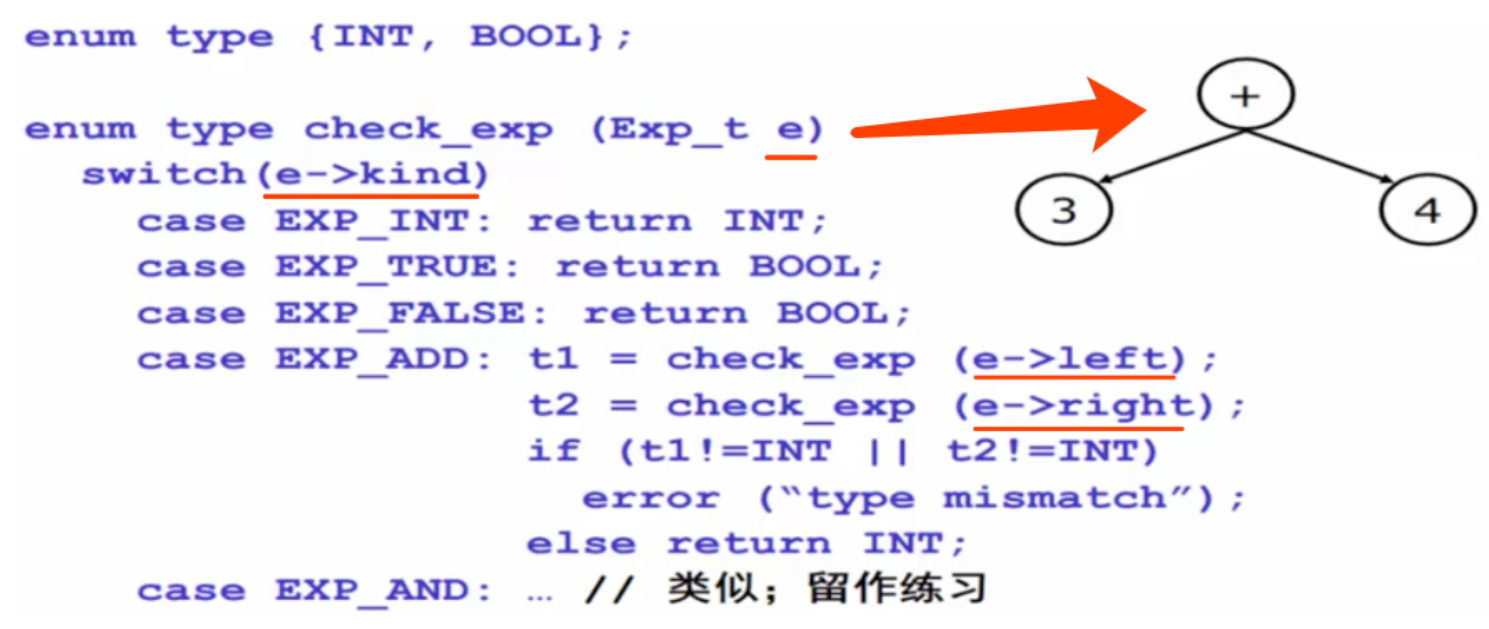 enum type {INT, BOOL};
enum type check_exp (Exp_t e)
switch(e->kind)
case EXP_INT: return INT;
case EXP_TRUE: return BOOL;
case EXP_FALSE: return BOOL;
case EXP_ADD: t1 = check_exp (e->left);
t2 = check_exp (e->right);
if (t1!=INT || t2!=INT)
error (“type mismatch”);
else return INT;
case EXP_AND: … // 类似；留作练习
+
3
4